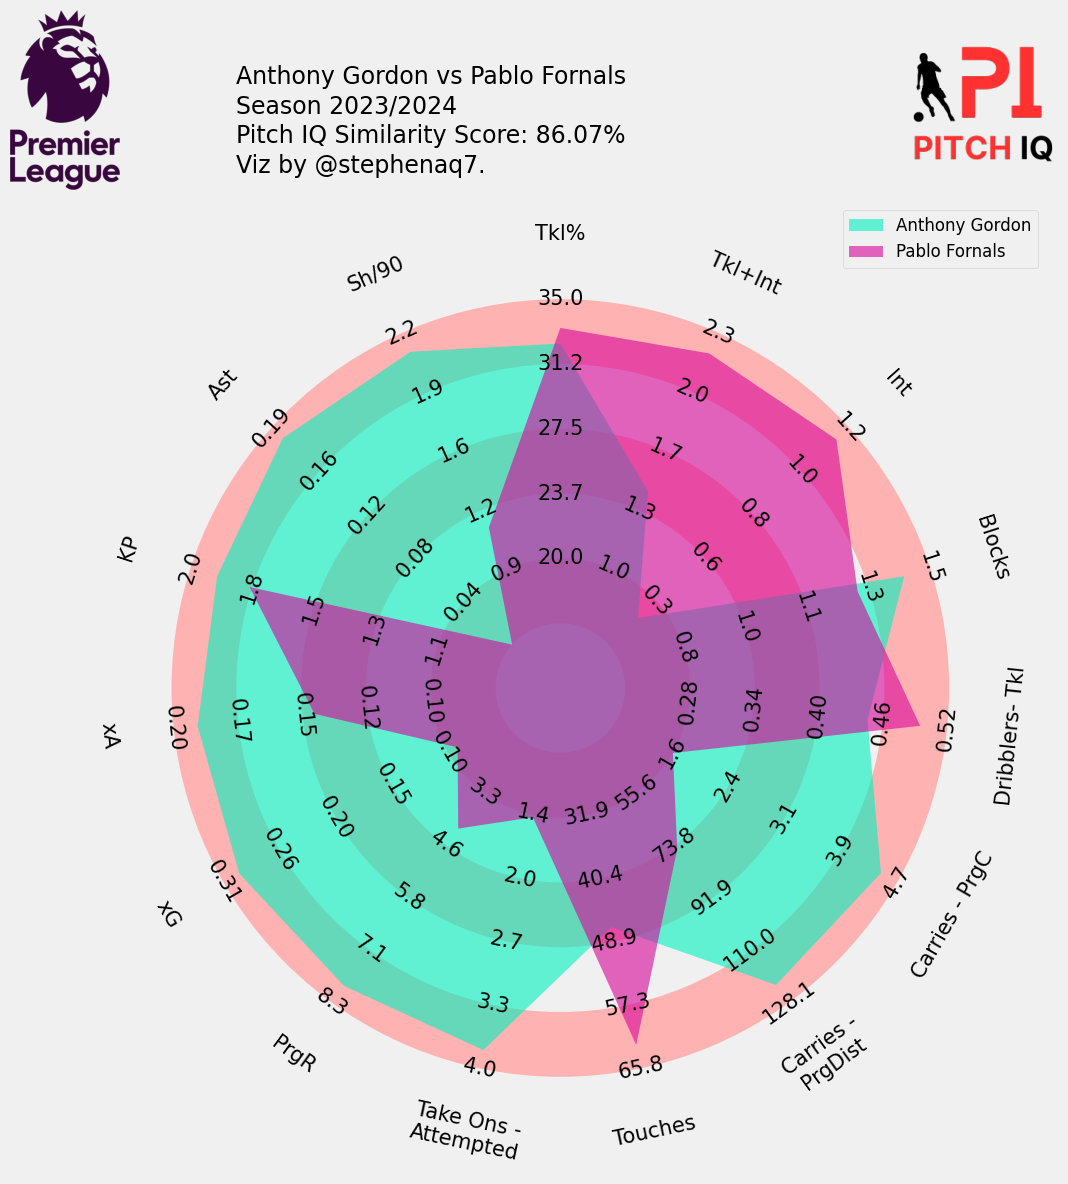 Anthony Gordon vs Pablo Fornals
Season 2023/2024
Pitch IQ Similarity Score: 86.07%
Viz by @stephenaq7.
Premier
League
PI
PITCH IQ
Anthony Gordon
Pablo Fornals
Tkl%
35.0
31.2
27.5
23.7
20.0
Tkl+Int
2.3
2.0
1.7
1.3
1.0
Int
1.2
1.0
0.8
0.6
0.3
Blocks
1.5
1.3
1.1
1.0
0.8
Dribblers- Tkl
0.52
0.46
0.40
0.34
0.28
Carries - PrgC
4.7
3.9
3.1
2.4
1.6
Carries -
PrgDist
128.1
110.0
91.9
73.8
55.6
Touches
65.8
57.3
48.9
40.4
31.9
Take Ons -
Attempted
4.0
3.3
2.7
2.0
1.4
PrgR
8.3
7.1
5.8
4.6
3.3
xG
0.31
0.26
0.20
0.15
0.10
xA
0.20
0.17
0.15
0.12
0.10
KP
2.0
1.8
1.5
1.3
1.1
Ast
0.19
0.16
0.12
0.08
0.04
Sh/90
2.2
1.9
1.6
1.2
0.9